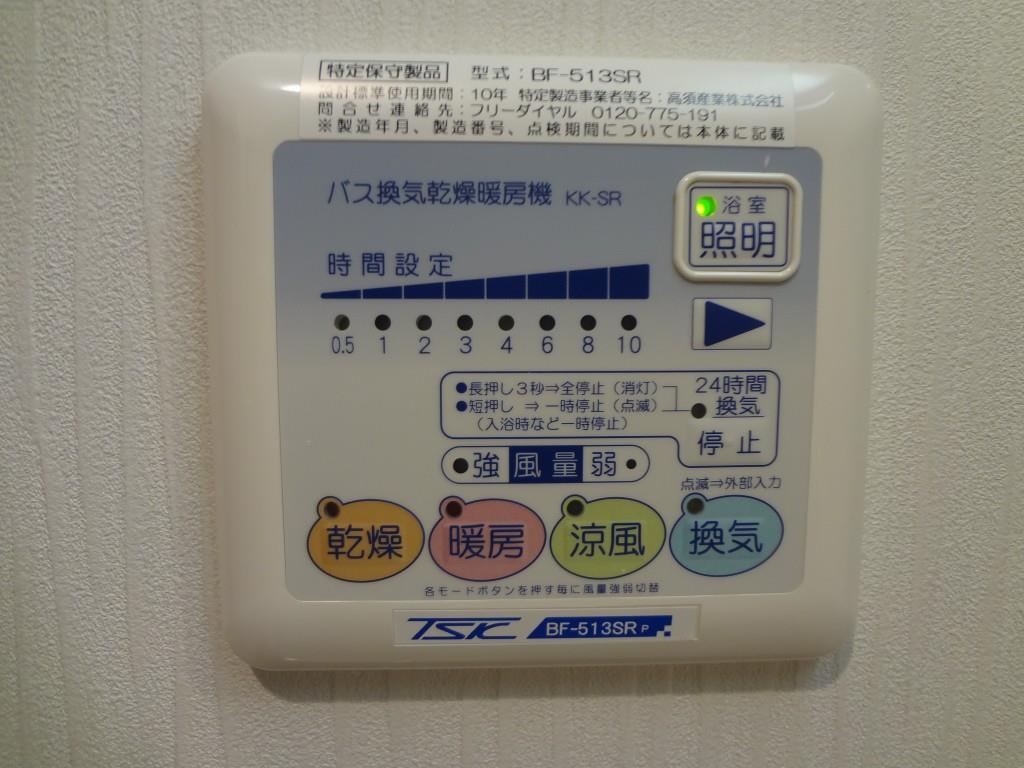 特定保守製品 型式：BF-513SR
設計標準使用期間：10年 特定製造事業者等名：高須産業株式会社
問合せ連絡先：フリーダイヤル 0120-775-191
※製造年月、製造番号、点検期間については本体に記載
バス換気乾燥暖房機 KK-SR
浴室
照明
時間設定
0.5 1 2 3 4 6 8 10
●長押し3秒⇒全停止（消灯）
●短押し ⇒一時停止（点滅）
（入浴時など一時停止）
24時間
換気
停止
強 風量 弱
点滅⇒外部入力
乾燥 暖房 涼風 換気
各モードボタンを押す毎に風量強弱切替
TSK BF-513SR P